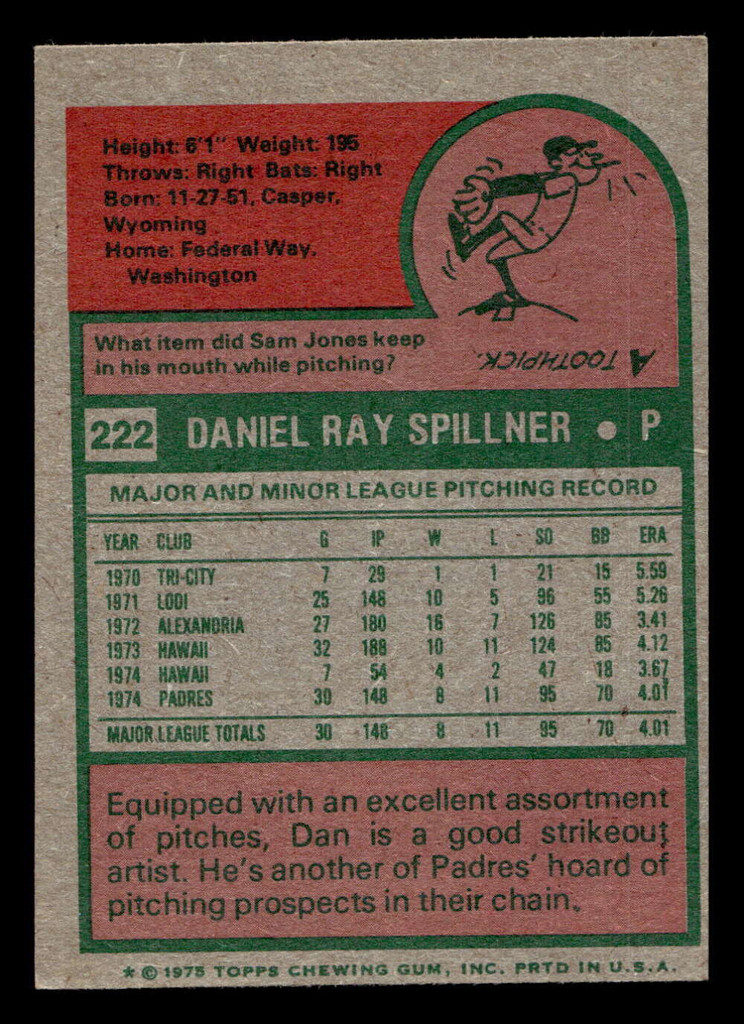 Height: 6'1" Weight: 195
Throws: Right Bats: Right
Born: 11-27-51, Casper,
Wyoming
Home: Federal Way,
Washington
What item did Sam Jones keep
in his mouth while pitching?
A TOOTHPICK.
222 DANIEL RAY SPILLNER • P
MAJOR AND MINOR LEAGUE PITCHING RECORD
YEAR CLUB G IP W L SO BB ERA
1970 TRI-CITY 7 29 1 1 21 15 5.59
1971 LODI 25 148 10 5 96 55 5.26
1972 ALEXANDRIA 27 180 16 7 126 85 3.41
1973 HAWAII 32 188 10 11 124 85 4.12
1974 HAWAII 7 54 4 2 47 18 3.67
1974 PADRES 30 148 8 11 95 70 4.01
MAJOR LEAGUE TOTALS 30 148 8 11 95 70 4.01
Equipped with an excellent assortment
of pitches, Dan is a good strikeout
artist. He's another of Padres' hoard of
pitching prospects in their chain.
* © 1975 TOPPS CHEWING GUM, INC. PRTD IN U.S.A.